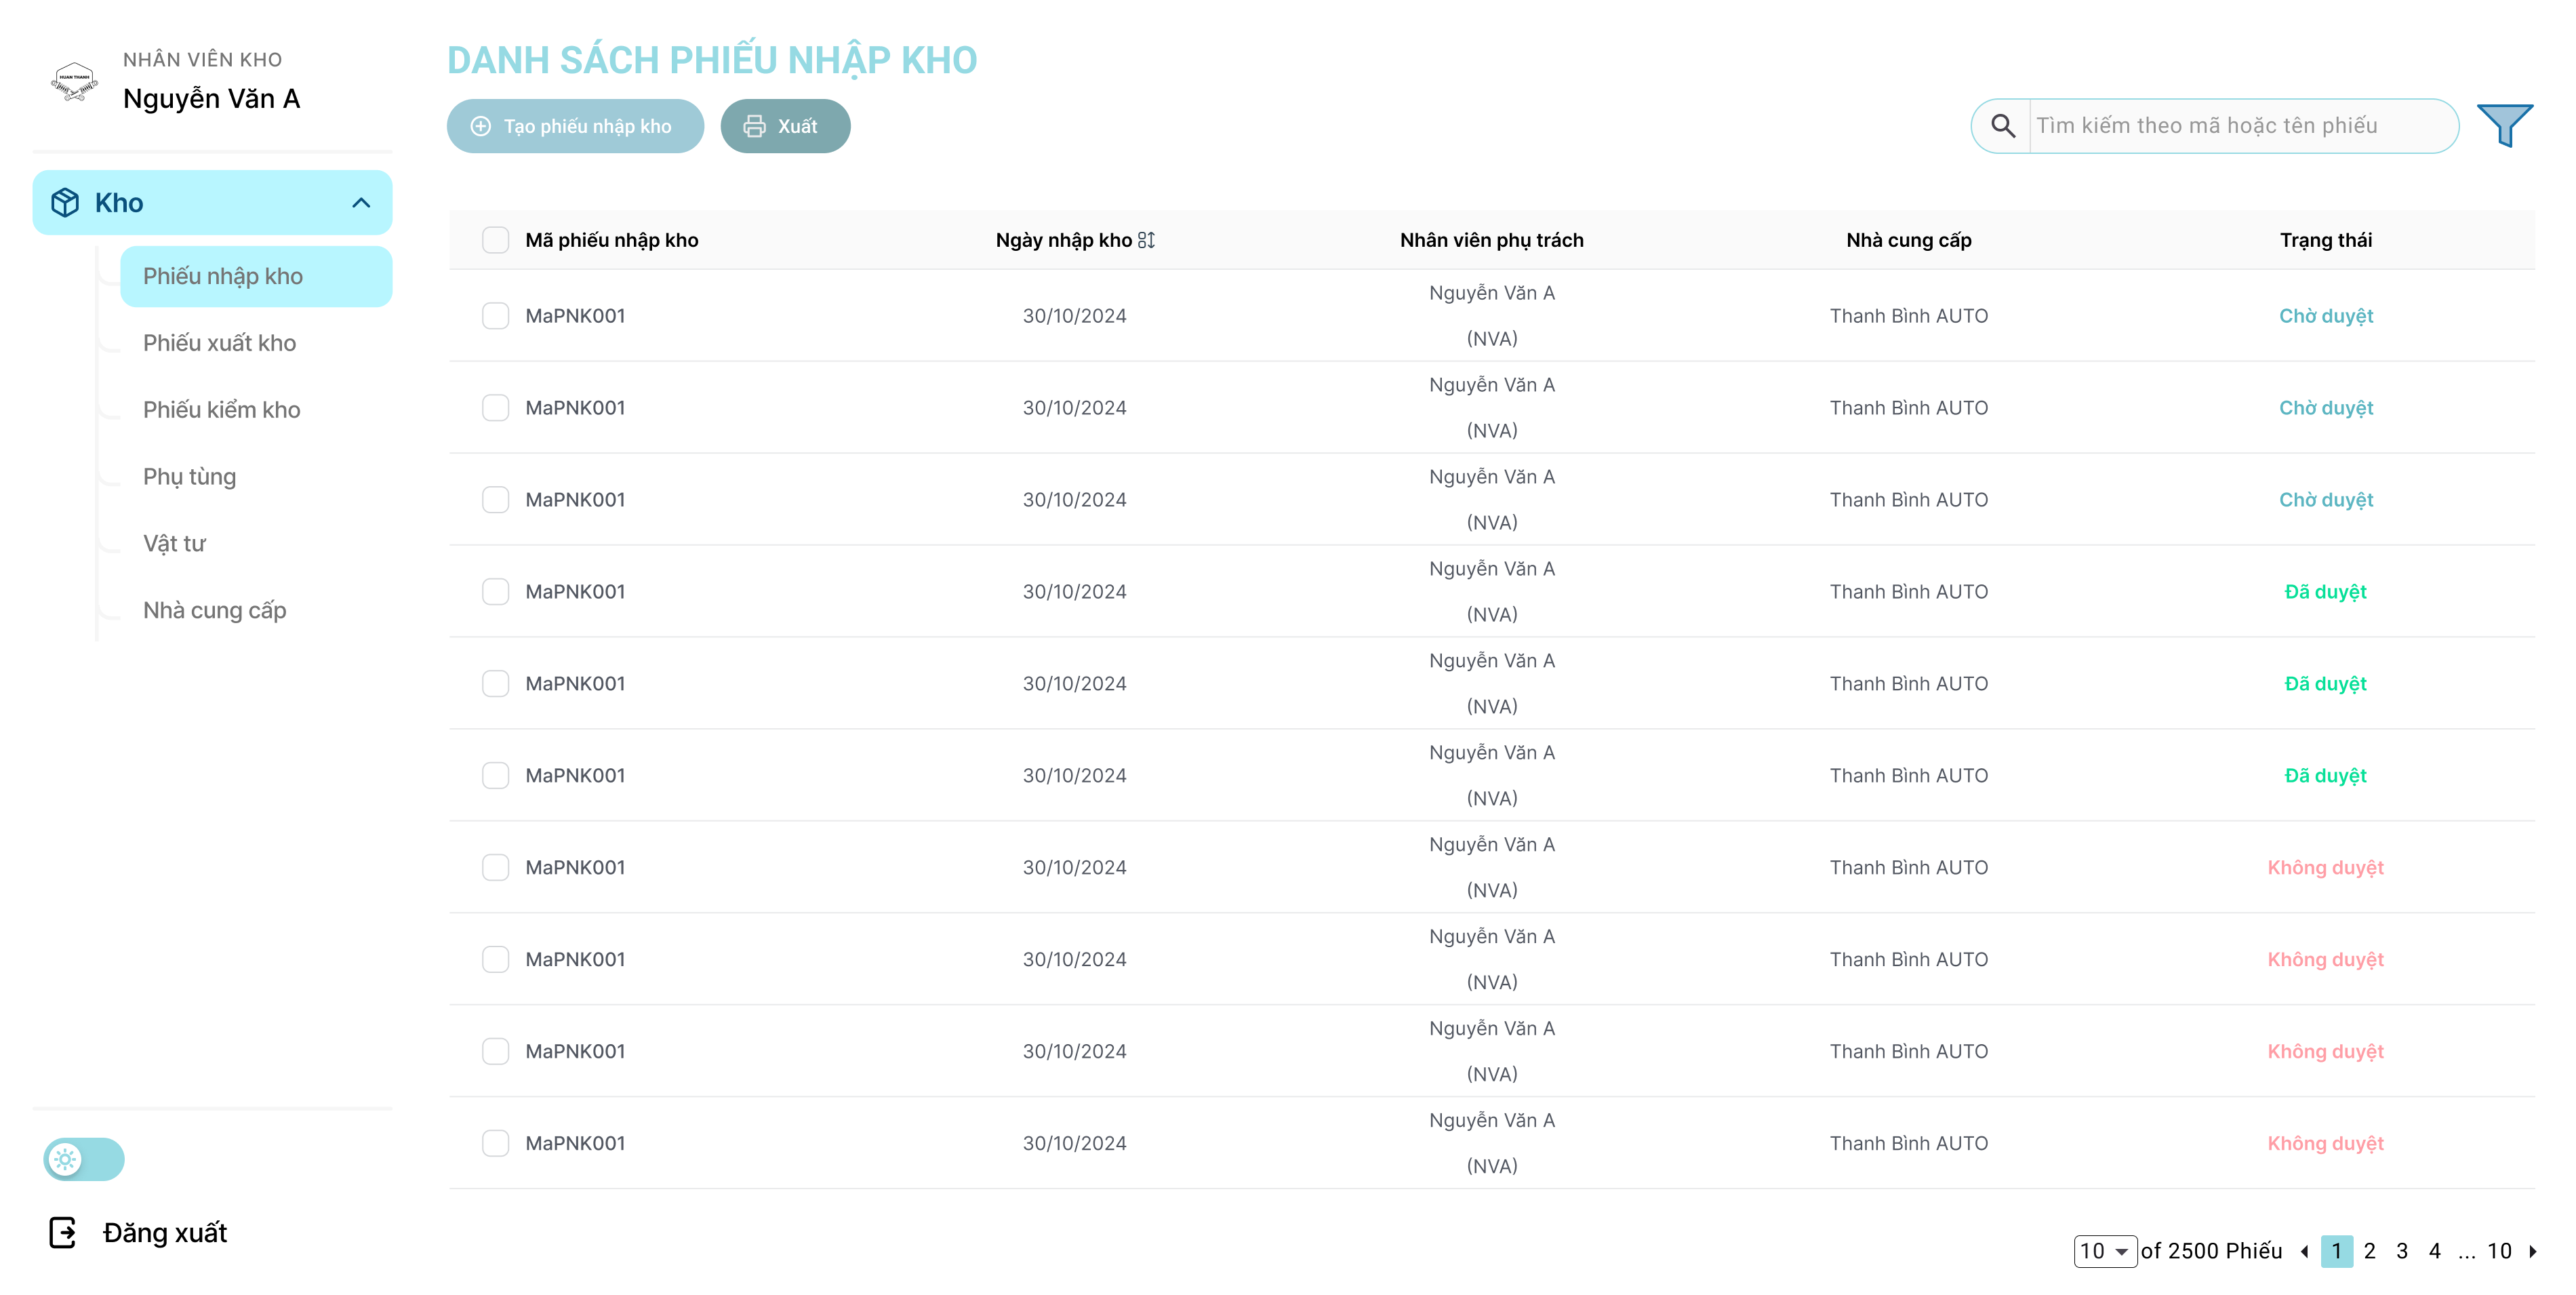 HUAN THANH
NHÂN VIÊN KHO
Nguyễn Văn A
Kho
Phiếu nhập kho
Phiếu xuất kho
Phiếu kiểm kho
Phụ tùng
Vật tư
Nhà cung cấp
Đăng xuất
DANH SÁCH PHIẾU NHẬP KHO
Tạo phiếu nhập kho
Xuất
Tìm kiếm theo mã hoặc tên phiếu
Mã phiếu nhập kho Ngày nhập kho Nhân viên phụ trách Nhà cung cấp Trạng thái
Nguyễn Văn A
MaPNK001 30/10/2024 Thanh Bình AUTO Chờ duyệt
(NVA)
Nguyễn Văn A
MaPNK001 30/10/2024 Thanh Bình AUTO Chờ duyệt
(NVA)
Nguyễn Văn A
MaPNK001 30/10/2024 Thanh Bình AUTO Chờ duyệt
(NVA)
Nguyễn Văn A
MaPNK001 30/10/2024 Thanh Bình AUTO Đã duyệt
(NVA)
Nguyễn Văn A
MaPNK001 30/10/2024 Thanh Bình AUTO Đã duyệt
(NVA)
Nguyễn Văn A
MaPNK001 30/10/2024 Thanh Bình AUTO Đã duyệt
(NVA)
Nguyễn Văn A
MaPNK001 30/10/2024 Thanh Bình AUTO Không duyệt
(NVA)
Nguyễn Văn A
MaPNK001 30/10/2024 Thanh Bình AUTO Không duyệt
(NVA)
Nguyễn Văn A
MaPNK001 30/10/2024 Thanh Bình AUTO Không duyệt
(NVA)
Nguyễn Văn A
MaPNK001 30/10/2024 Thanh Bình AUTO Không duyệt
(NVA)
10 of 2500 Phiếu 1 2 3 4 ... 10